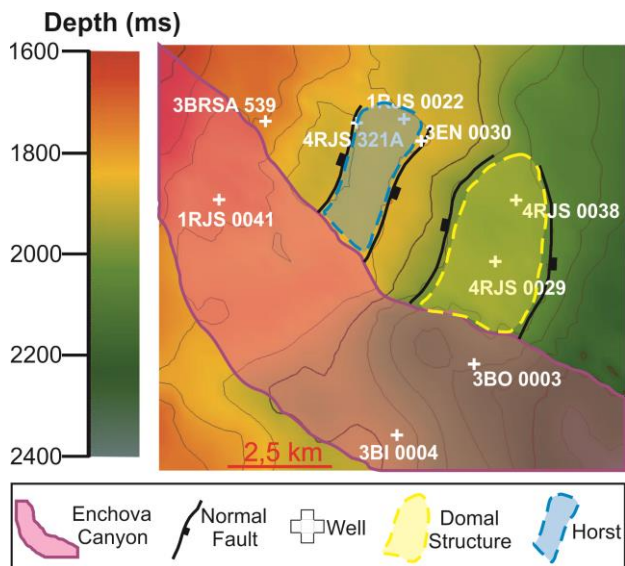 Depth (ms)
1600
1800
2000
2200
2400
3BRSA 539
1RJS 0022
4RJS 321A
3EN 0030
1RJS 0041
4RJS 0038
4RJS 0029
3BO 0003
3BI 0004
2,5 km
Enchova
Canyon
Normal
Fault
Well
Domal
Structure
Horst